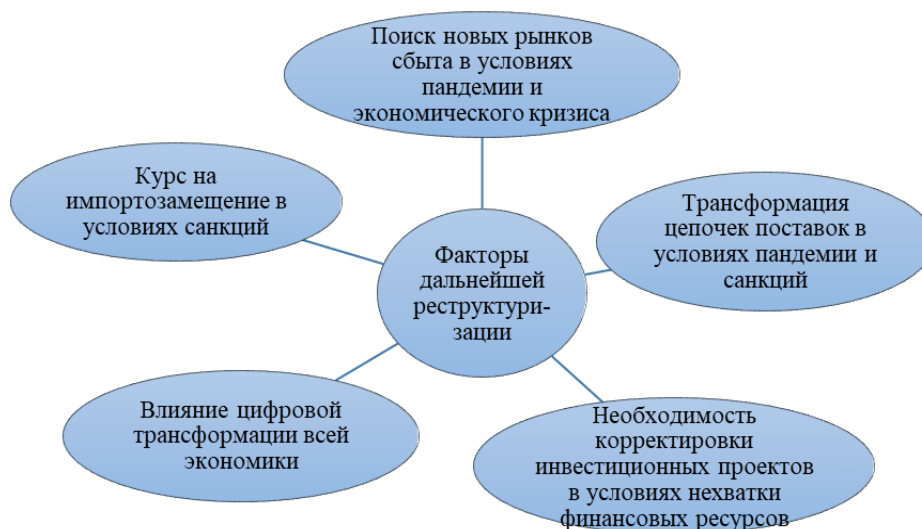 Поиск новых рынков
сбыта в условиях
пандемии и
экономического кризиса
Курс на
импортозамещение в
условиях санкций
Трансформация
цепочек поставок в
условиях пандемии и
санкций
Факторы
дальнейшей
реструктури-
зации
Влияние цифровой
трансформации всей
экономики
Необходимость
корректировки
инвестиционных проектов
в условиях нехватки
финансовых ресурсов